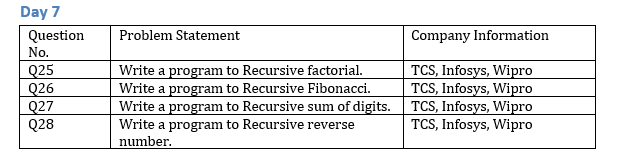 Day 7
Question No. Problem Statement Company Information
Q25 Write a program to Recursive factorial. TCS, Infosys, Wipro
Q26 Write a program to Recursive Fibonacci. TCS, Infosys, Wipro
Q27 Write a program to Recursive sum of digits. TCS, Infosys, Wipro
Q28 Write a program to Recursive reverse number. TCS, Infosys, Wipro